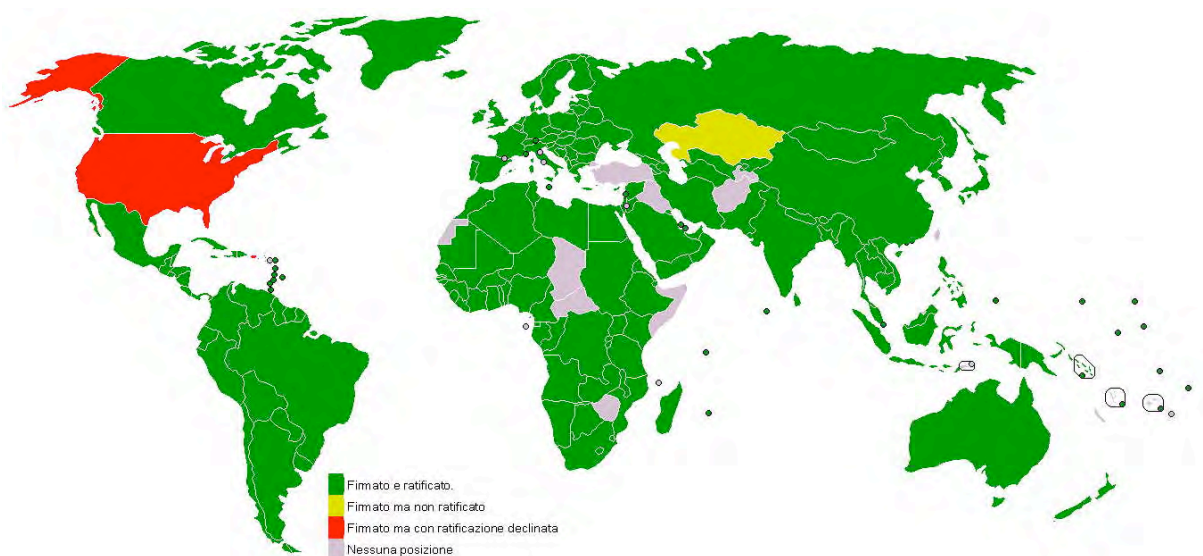 Firmato e ratificato.
Firmato ma non ratificato
Firmato ma con ratificazione declinata
Nessuna posizione